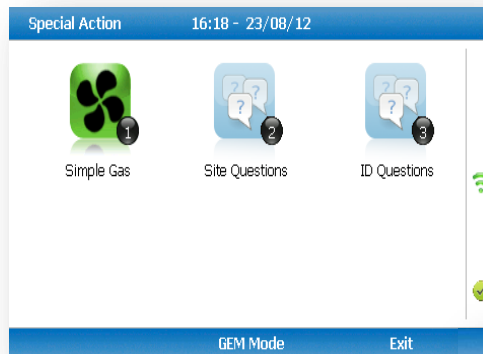 Special Action 16:18 - 23/08/12
1 2 3
Simple Gas Site Questions ID Questions
GEM Mode Exit